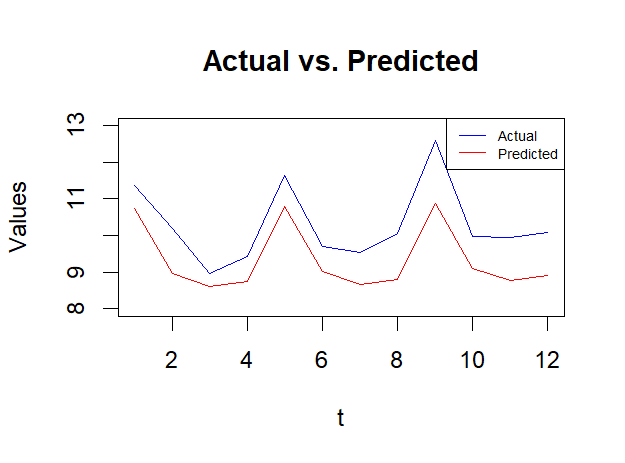 Actual vs. Predicted
Actual
Predicted
Values
13
11
9
8
2 4 6 8 10 12
t